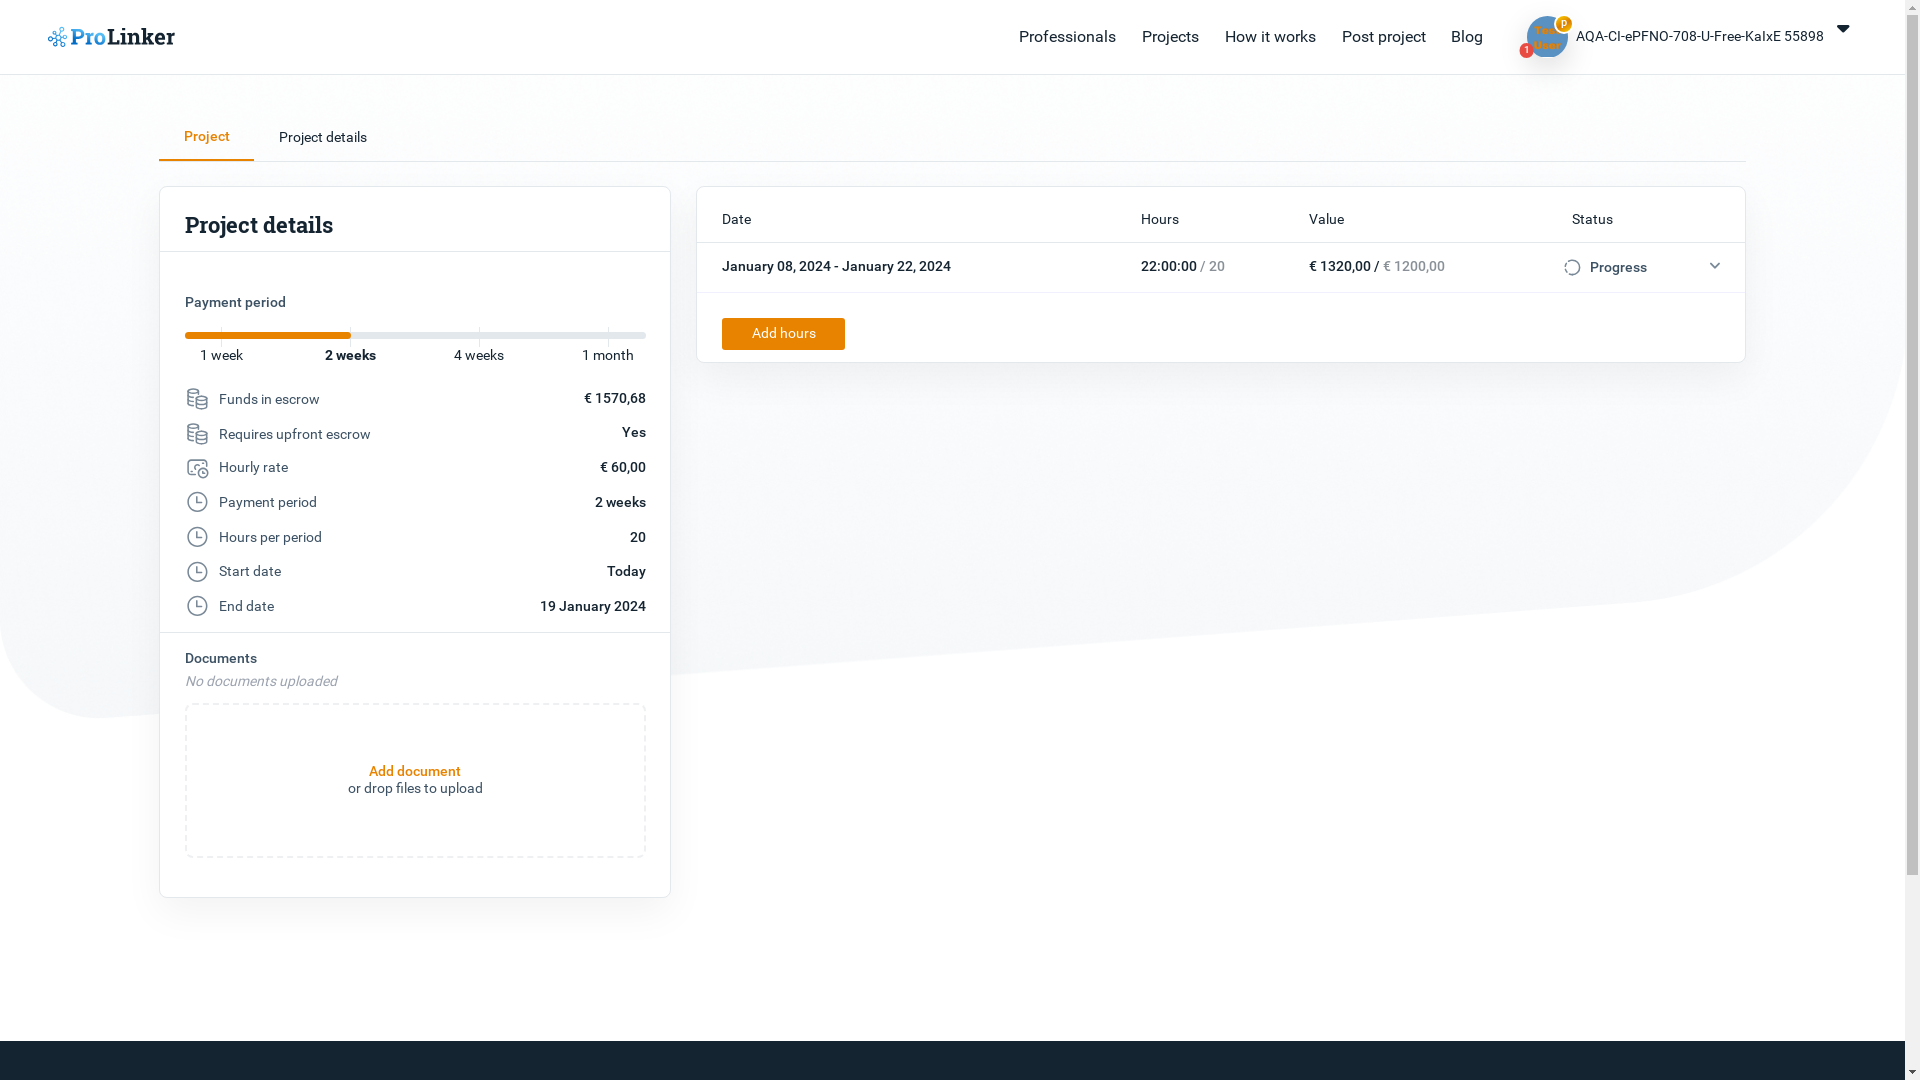 ProLinker
Professionals
Projects
How it works
Post project
Blog
Test
User
P
1
AQA-CI-ePFNO-708-U-Free-KaIxE 55898
Project
Project details
Project details
Payment period
1 week
2 weeks
4 weeks
1 month
Funds in escrow
€ 1570,68
Requires upfront escrow
Yes
Hourly rate
€ 60,00
Payment period
2 weeks
Hours per period
20
Start date
Today
End date
19 January 2024
Documents
No documents uploaded
Add document
or drop files to upload
Date
Hours
Value
Status
January 08, 2024 - January 22, 2024
22:00:00 / 20
€ 1320,00 / € 1200,00
Progress
Add hours